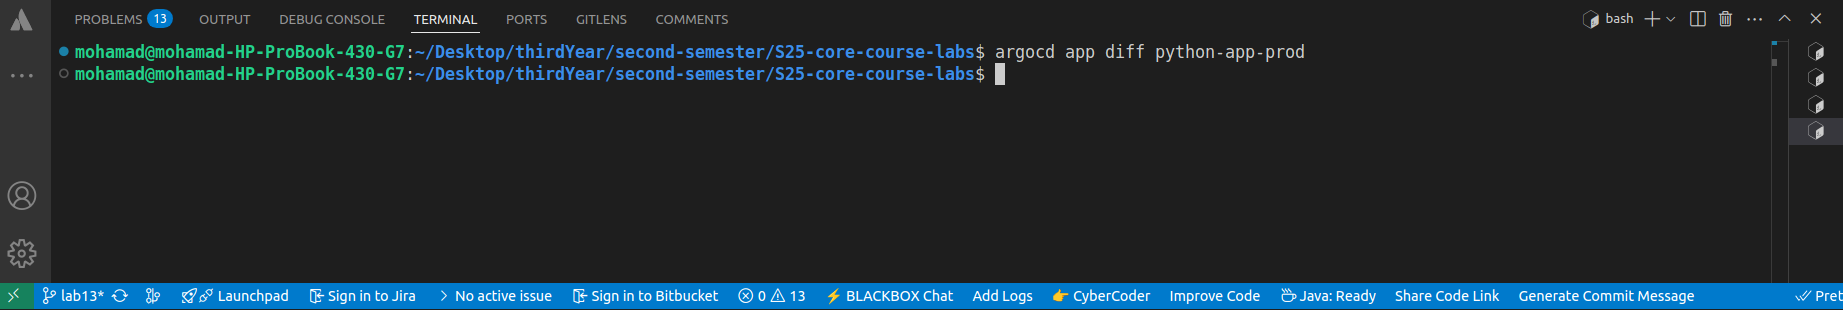 PROBLEMS 13 OUTPUT DEBUG CONSOLE TERMINAL PORTS GITLENS COMMENTS bash
mohamad@mohamad-HP-ProBook-430-G7:~/Desktop/thirdYear/second-semester/S25-core-course-labs$ argocd app diff python-app-prod
mohamad@mohamad-HP-ProBook-430-G7:~/Desktop/thirdYear/second-semester/S25-core-course-labs$
lab13* Launchpad Sign in to Jira No active issue Sign in to Bitbucket 0 13 BLACKBOX Chat Add Logs CyberCoder Improve Code Java: Ready Share Code Link Generate Commit Message Pret